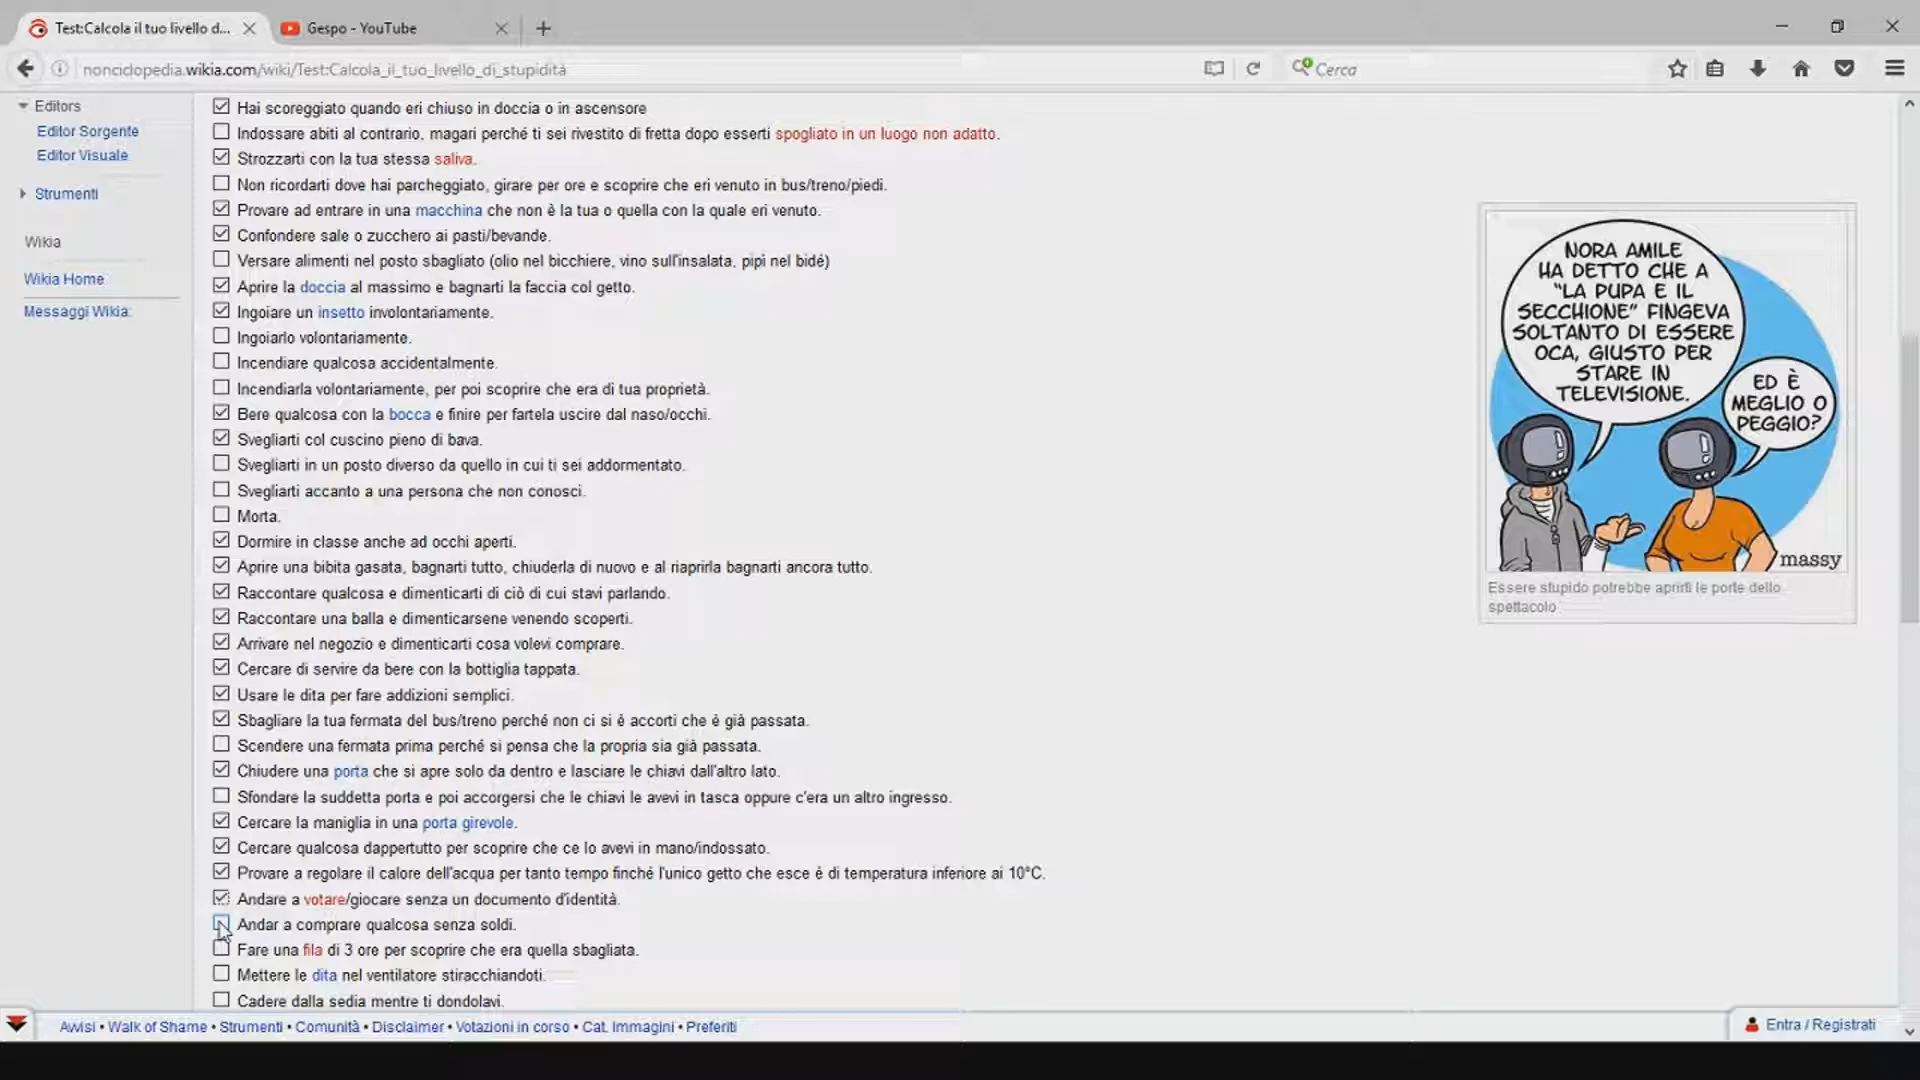 Test:Calcola il tuo livello d...
Gespo - YouTube
nonciclopedia.wikia.com/wiki/Test:Calcola_il_tuo_livello_di_stupidità
Cerca
Editors
Editor Sorgente
Editor Visuale
Strumenti
Wikia
Wikia Home
Messaggi Wikia:
Hai scoreggiato quando eri chiuso in doccia o in ascensore
Indossare abiti al contrario, magari perché ti sei rivestito di fretta dopo esserti spogliato in un luogo non adatto.
Strozzarti con la tua stessa saliva.
Non ricordarti dove hai parcheggiato, girare per ore e scoprire che eri venuto in bus/treno/piedi.
Provare ad entrare in una macchina che non è la tua o quella con la quale eri venuto.
Confondere sale o zucchero ai pasti/bevande.
Versare alimenti nel posto sbagliato (olio nel bicchiere, vino sull'insalata, pipì nel bidé)
Aprire la doccia al massimo e bagnarti la faccia col getto.
Ingoiare un insetto involontariamente.
Ingoiarlo volontariamente.
Incendiare qualcosa accidentalmente.
Incendiarla volontariamente, per poi scoprire che era di tua proprietà.
Bere qualcosa con la bocca e finire per fartela uscire dal naso/occhi.
Svegliarti col cuscino pieno di bava.
Svegliarti in un posto diverso da quello in cui ti sei addormentato.
Svegliarti accanto a una persona che non conosci.
Morta.
Dormire in classe anche ad occhi aperti.
Aprire una bibita gasata, bagnarti tutto, chiuderla di nuovo e al riaprirla bagnarti ancora tutto.
Raccontare qualcosa e dimenticarti di ciò di cui stavi parlando.
Raccontare una balla e dimenticarsene venendo scoperti.
Arrivare nel negozio e dimenticarti cosa volevi comprare.
Cercare di servire da bere con la bottiglia tappata.
Usare le dita per fare addizioni semplici.
Sbagliare la tua fermata del bus/treno perché non ci si è accorti che è già passata.
Scendere una fermata prima perché si pensa che la propria sia già passata.
Chiudere una porta che si apre solo da dentro e lasciare le chiavi dall'altro lato.
Sfondare la suddetta porta e poi accorgersi che le chiavi le avevi in tasca oppure c'era un altro ingresso.
Cercare la maniglia in una porta girevole.
Cercare qualcosa dappertutto per scoprire che ce lo avevi in mano/indossato.
Provare a regolare il calore dell'acqua per tanto tempo finché l'unico getto che esce è di temperatura inferiore ai 10°C.
Andare a votare/giocare senza un documento d'identità.
Andar a comprare qualcosa senza soldi.
Fare una fila di 3 ore per scoprire che era quella sbagliata.
Mettere le dita nel ventilatore stiracchiandoti.
Cadere dalla sedia mentre ti dondolavi.
NORA AMILE
HA DETTO CHE A
"LA PUPA E IL
SECCHIONE" FINGEVA
SOLTANTO DI ESSERE
OCA, GIUSTO PER
STARE IN
TELEVISIONE.
ED È
MEGLIO O
PEGGIO?
massy
Essere stupido potrebbe aprirti le porte dello
spettacolo
Avvisi • Walk of Shame • Strumenti • Comunità • Disclaimer • Votazioni in corso • Cat. Immagini • Preferiti
Entra / Registrati